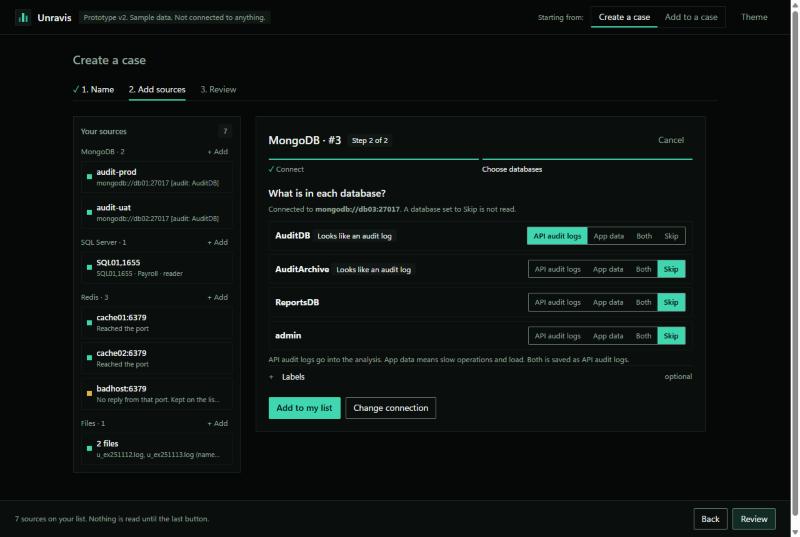 Unravis
Prototype v2. Sample data. Not connected to anything.
Starting from:
Create a case
Add to a case
Theme
Create a case
✓ 1. Name
2. Add sources
3. Review
Your sources
7
MongoDB · 2
+ Add
audit-prod
mongodb://db01:27017 [audit: AuditDB]
audit-uat
mongodb://db02:27017 [audit: AuditDB]
SQL Server · 1
+ Add
SQL01,1655
SQL01,1655 · Payroll · reader
Redis · 3
+ Add
cache01:6379
Reached the port
cache02:6379
Reached the port
badhost:6379
No reply from that port. Kept on the lis...
Files · 1
+ Add
2 files
u_ex251112.log, u_ex251113.log (name...
MongoDB · #3
Step 2 of 2
Cancel
✓ Connect
Choose databases
What is in each database?
Connected to mongodb://db03:27017. A database set to Skip is not read.
AuditDB Looks like an audit log
API audit logs App data Both Skip
AuditArchive Looks like an audit log
API audit logs App data Both Skip
ReportsDB
API audit logs App data Both Skip
admin
API audit logs App data Both Skip
API audit logs go into the analysis. App data means slow operations and load. Both is saved as API audit logs.
+ Labels
optional
Add to my list
Change connection
7 sources on your list. Nothing is read until the last button.
Back
Review